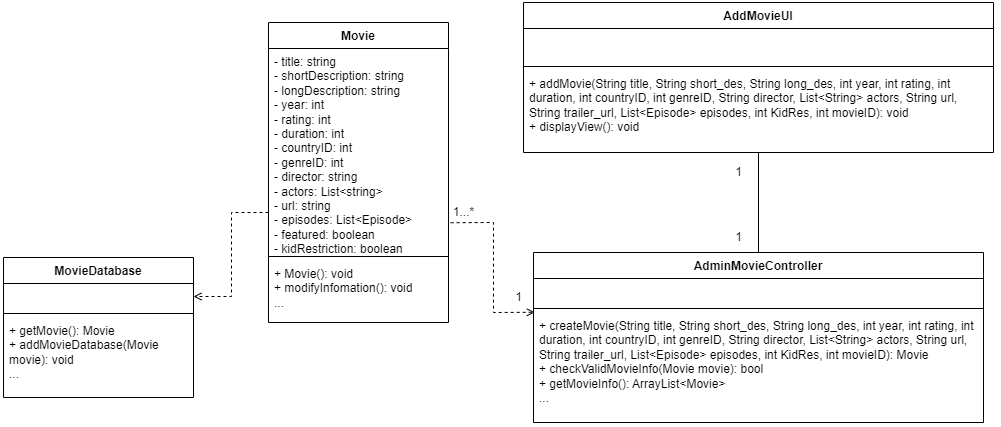 Movie
- title: string
- shortDescription: string
- longDescription: string
- year: int
- rating: int
- duration: int
- countryID: int
- genreID: int
- director: string
- actors: List<string>
- url: string
- episodes: List<Episode>
- featured: boolean
- kidRestriction: boolean
+ Movie(): void
+ modifyInfomation(): void
...
AddMovieUI
+ addMovie(String title, String short_des, String long_des, int year, int rating, int
duration, int countryID, int genreID, String director, List<String> actors, String url,
String trailer_url, List<Episode> episodes, int KidRes, int movieID): void
+ displayView(): void
1
1
1...*
1
MovieDatabase
+ getMovie(): Movie
+ addMovieDatabase(Movie
movie): void
...
AdminMovieController
+ createMovie(String title, String short_des, String long_des, int year, int rating, int
duration, int countryID, int genreID, String director, List<String> actors, String url,
String trailer_url, List<Episode> episodes, int KidRes, int movieID): Movie
+ checkValidMovieInfo(Movie movie): bool
+ getMovieInfo(): ArrayList<Movie>
...